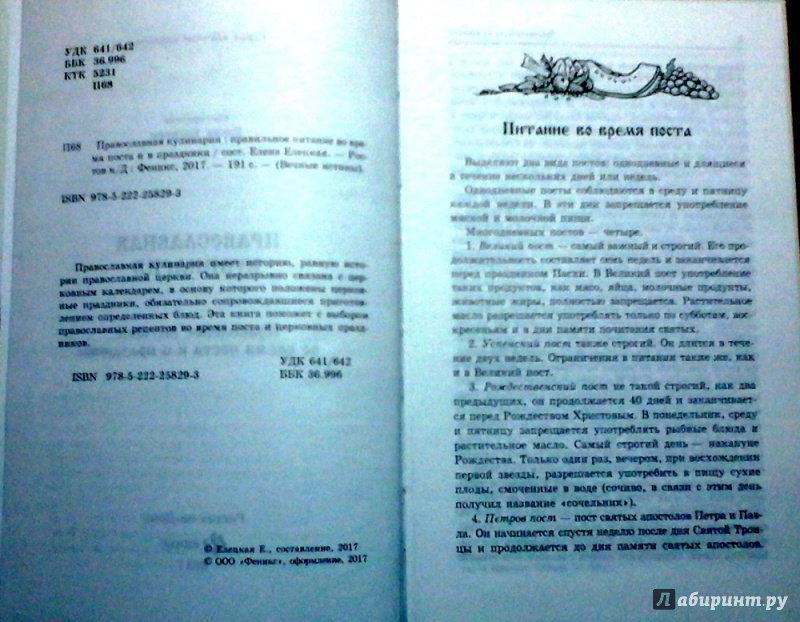 УДК 641/642
ББК 36.996
КТК 5231
П68
П68 Православная кулинария : правильное питание во вре-
мя поста и в праздники / сост. Елена Елецкая. — Рос-
тов н/Д : Феникс, 2017. — 191 с. — (Вечные истины).
ISBN 978-5-222-25829-3
Православная кулинария имеет историю, равную исто-
рии православной церкви. Она неразрывно связана с цер-
ковным календарем, в основу которого положены церков-
ные праздники, обязательно сопровождающиеся приготов-
лением определенных блюд. Эта книга поможет с выбором
православных рецептов во время поста и церковных празд-
ников.
УДК 641/642
ББК 36.996
ISBN 978-5-222-25829-3
© Елецкая Е., составление, 2017
© ООО «Феникс», оформление, 2017
Питание во время поста
Выделяют два вида постов: однодневные и длящиеся
в течение нескольких дней или недель.
Однодневные посты соблюдаются в среду и пятницу
каждой недели. В эти дни запрещается употребление
мясной и молочной пищи.
Многодневных постов — четыре.
1. Великий пост — самый важный и строгий. Его про-
должительность составляет семь недель и заканчивается
перед праздником Пасхи. В Великий пост употребление
таких продуктов, как мясо, яйца, молочные продукты,
животные жиры, полностью запрещается. Растительное
масло разрешается употреблять только по субботам, вос-
кресеньям и в дни памяти почитения святых.
2. Успенский пост также строгий. Он длится в тече-
чение двух недель. Ограничения в питании такие же, как
и в Великий пост.
3. Рождественский пост не такой строгий, как два
предыдущих, он продолжается 40 дней и заканчивает-
ся перед Рождеством Христовым. В понедельник, среду
и пятницу запрещается употреблять рыбные блюда и
растительное масло. Самый строгий день — накануне
Рождества. Только один раз, вечером, при восхождении
первой звезды, разрешается употребить в пищу сухие
плоды, смоченные в воде (сочиво, в связи с этим день
получил название «сочельник»).
4. Петров пост — пост святых апостолов Петра и Пав-
ла. Он начинается спустя неделю после дня Святой Трои-
цы и продолжается до дня памяти святых апостолов.
Лабиринт.ру